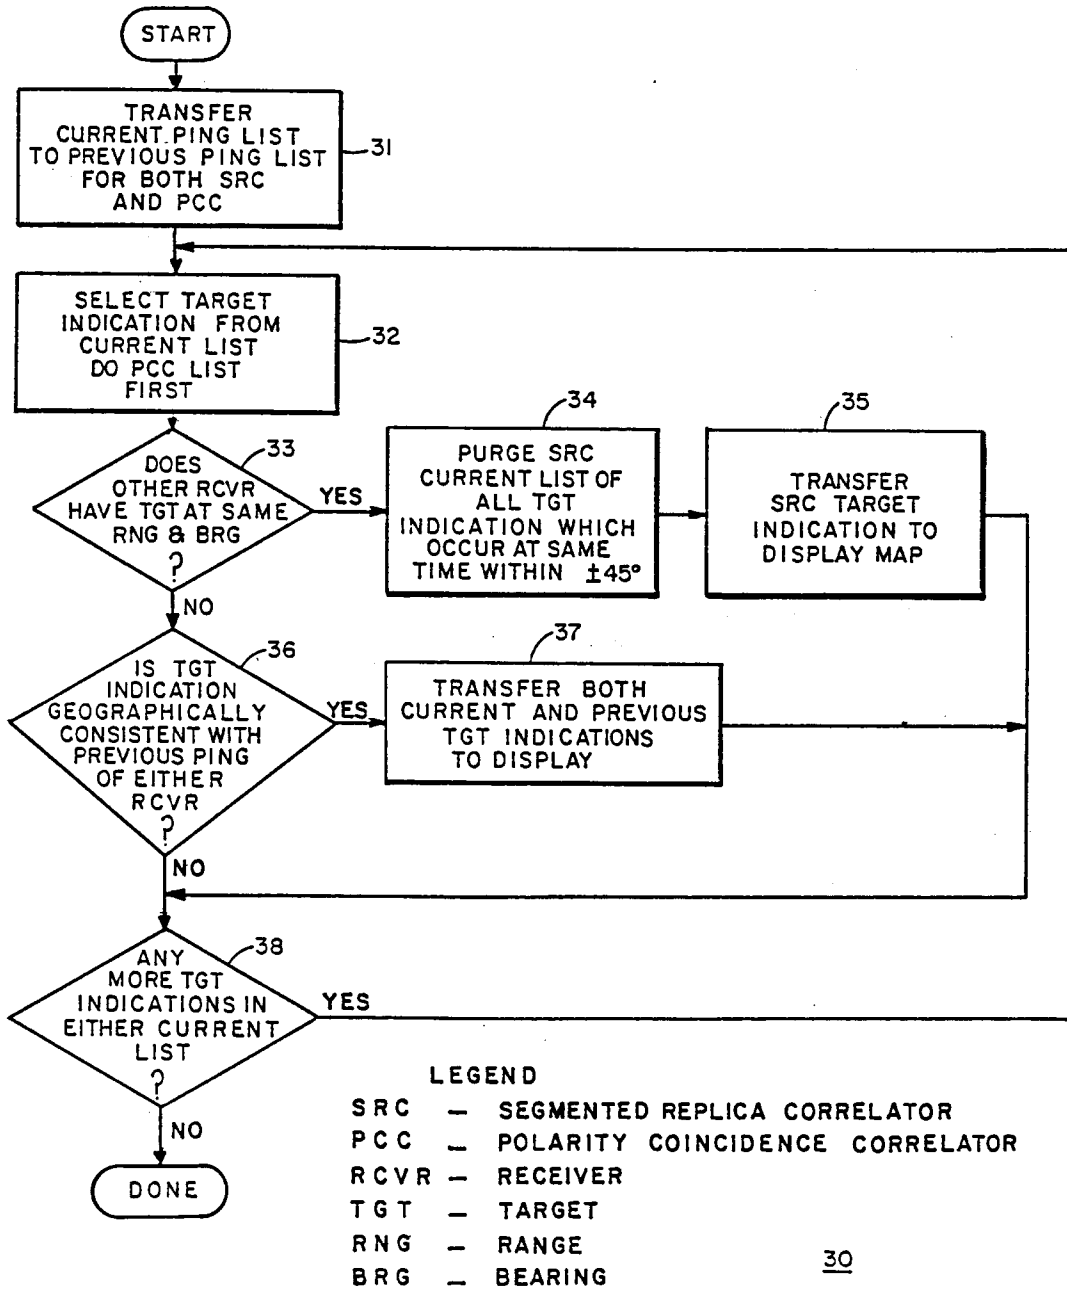 START
TRANSFER
CURRENT PING LIST
TO PREVIOUS PING LIST
FOR BOTH SRC
AND PCC
31
SELECT TARGET
INDICATION FROM
CURRENT LIST
DO PCC LIST
FIRST
32
DOES
OTHER RCVR
HAVE TGT AT SAME
RNG & BRG
?
33
YES
NO
PURGE SRC
CURRENT LIST OF
ALL TGT
INDICATION WHICH
OCCUR AT SAME
TIME WITHIN ±45°
34
TRANSFER
SRC TARGET
INDICATION TO
DISPLAY MAP
35
IS TGT
INDICATION
GEOGRAPHICALLY
CONSISTENT WITH
PREVIOUS PING
OF EITHER
RCVR
?
36
YES
NO
TRANSFER BOTH
CURRENT AND PREVIOUS
TGT INDICATIONS
TO DISPLAY
37
ANY
MORE TGT
INDICATIONS IN
EITHER CURRENT
LIST
?
38
YES
NO
DONE
LEGEND
SRC – SEGMENTED REPLICA CORRELATOR
PCC – POLARITY COINCIDENCE CORRELATOR
RCVR – RECEIVER
TGT – TARGET
RNG – RANGE
BRG – BEARING
30